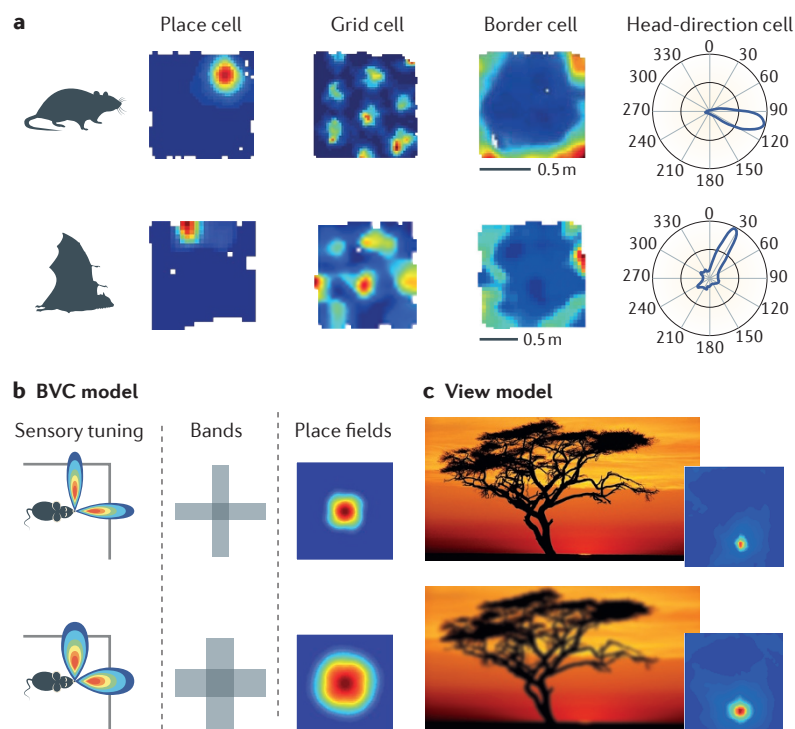 a
Place cell
Grid cell
Border cell
Head-direction cell
0
30
60
90
120
150
180
210
240
270
300
330
0.5 m
0
30
60
90
120
150
180
210
240
270
300
330
0.5 m
b BVC model
Sensory tuning
Bands
Place fields
c View model